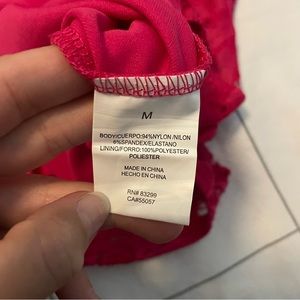 M
BODY/CUERPO:94%NYLON/NILON
6%SPANDEX/ELASTANO
LINING/FORRO:100%POLYESTER/
POLIESTER
MADE IN CHINA
HECHO EN CHINA
RN# 83299
CA#55057